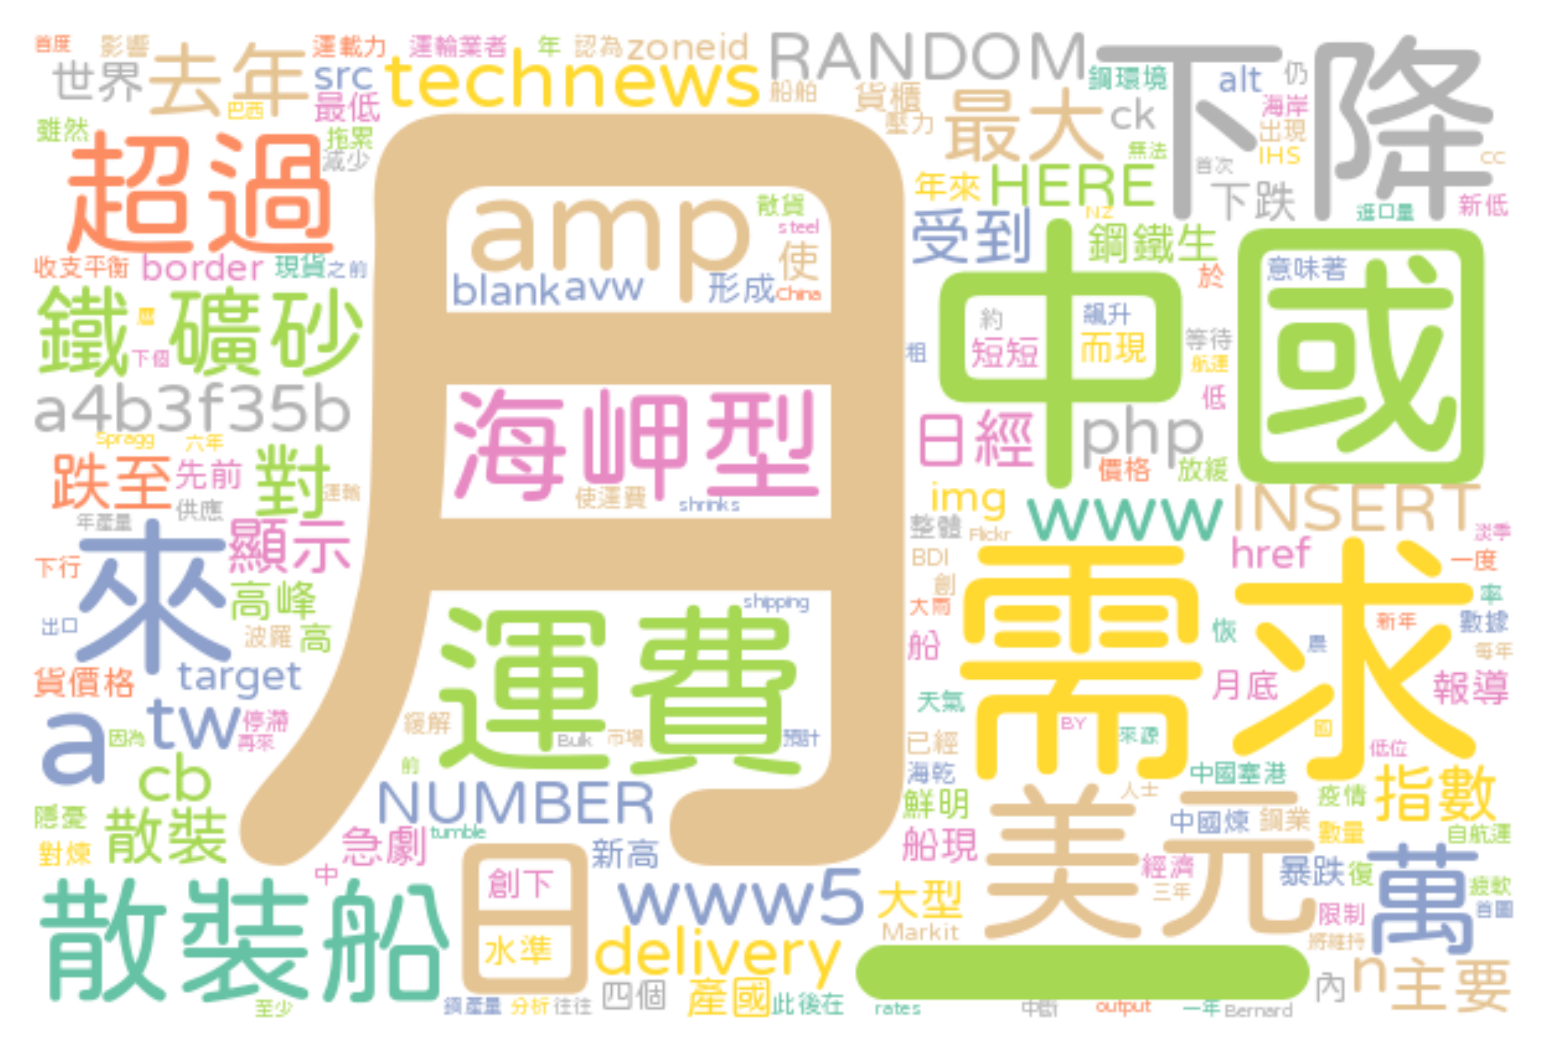 首度 影響 運載力 運輸業者 年 認為 zoneid RANDOM 下降
世界 去年 src technews 船舶 貨櫃 鋼環境 alt 仍
巴西 最低 壓力 最大 ck 海岸
雖然 超過 拖累 無法 出現 IHS CC
減少 年來 HERE 首次 下跌 新低
amp 散貨 steel 受到 NZ 進口量
收支平衡 border 現貨 之前 使 鋼鐵生 中國 意味著
blank avw 形成 China 於
鐵 礦砂 約 飆升
下個 租 短短 而現 等待 航運
a4b3f35b 海岬型 日經 php 低
Spragg 六年
跌至 先前 對 運輸 使運費 shrinks 價格 放緩
供應 img www INSERT
年產量 顯示 整體 Flickr 淡季
下行 來 BDI 需求 href 一度
高峰 shipping 創 大雨 率
出口 波羅 高 運費 船 恢 新年 數據
貨價格 target 農 每年
天氣 月底 報導
a tw 停滯 緩解 BY
因為 再來 Bulk 市場 預計 已經 來源 低位
cb 前 月 海乾 中國塞港
NUMBER 鮮明 人士 疫情 指數
隱憂 散裝 急劇 tumble 美元 中國煉 鋼業 數量 自航運
對煉 新高 船現
中 創下 經濟 暴跌 復 萬 疲軟
散裝船 日 www5 大型 三年 限制 首圖
水準 delivery Markit 將維持
一 n 主要
至少 鋼產量 分析 往往 四個 產國 此後在 rates 中斷 output 一年 Bernard 內